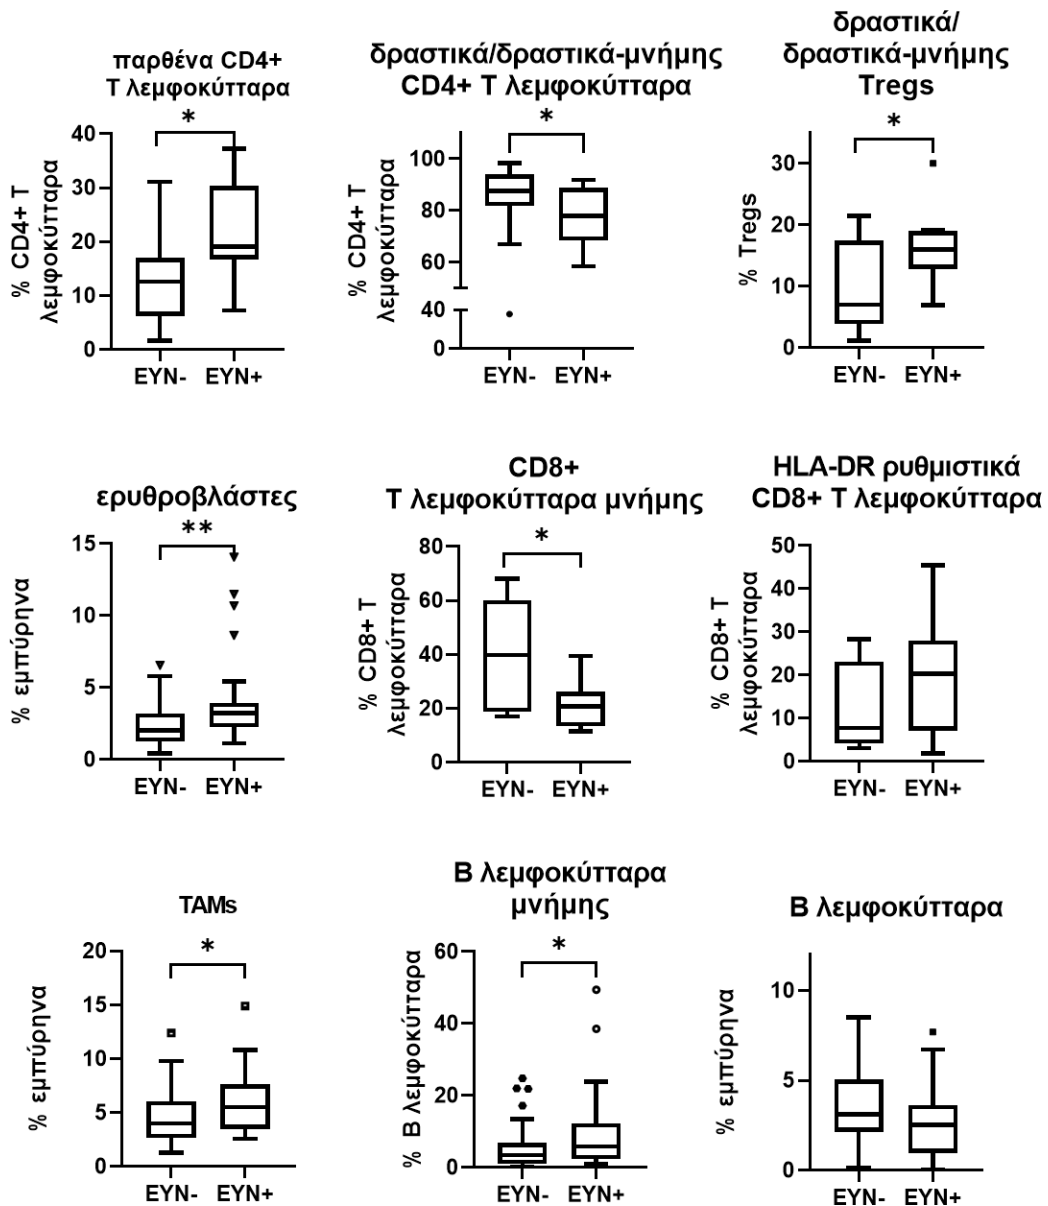 παρθένα CD4+
Τ λεμφοκύτταρα
*
% CD4+ T
λεμφοκύτταρα
40
30
20
10
0
ΕΥΝ- ΕΥΝ+
δραστικά/δραστικά-μνήμης
CD4+ Τ λεμφοκύτταρα
*
% CD4+ T
λεμφοκύτταρα
100
80
60
40
0
ΕΥΝ- ΕΥΝ+
δραστικά/
δραστικά-μνήμης
Tregs
*
% Tregs
30
20
10
0
ΕΥΝ- ΕΥΝ+
ερυθροβλάστες
**
% εμπύρηνα
15
10
5
0
ΕΥΝ- ΕΥΝ+
CD8+
Τ λεμφοκύτταρα μνήμης
*
% CD8+ T
λεμφοκύτταρα
80
60
40
20
0
ΕΥΝ- ΕΥΝ+
HLA-DR ρυθμιστικά
CD8+ Τ λεμφοκύτταρα
% CD8+ T
λεμφοκύτταρα
50
40
30
20
10
0
ΕΥΝ- ΕΥΝ+
TAMs
*
% εμπύρηνα
20
15
10
5
0
ΕΥΝ- ΕΥΝ+
Β λεμφοκύτταρα
μνήμης
*
% Β λεμφοκύτταρα
60
40
20
0
ΕΥΝ- ΕΥΝ+
Β λεμφοκύτταρα
% εμπύρηνα
10
5
0
ΕΥΝ- ΕΥΝ+